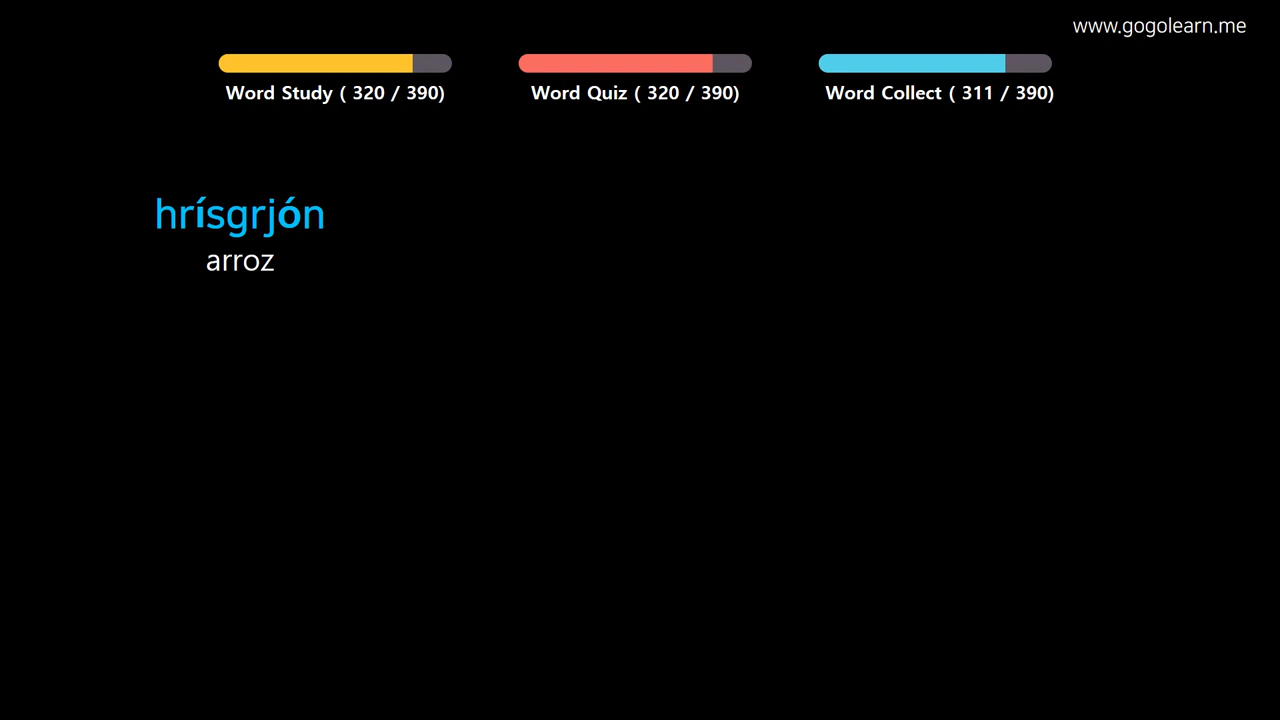 www.gogolearn.me
Word Study ( 320 / 390)
Word Quiz ( 320 / 390)
Word Collect ( 311 / 390)
hrísgrjón
arroz